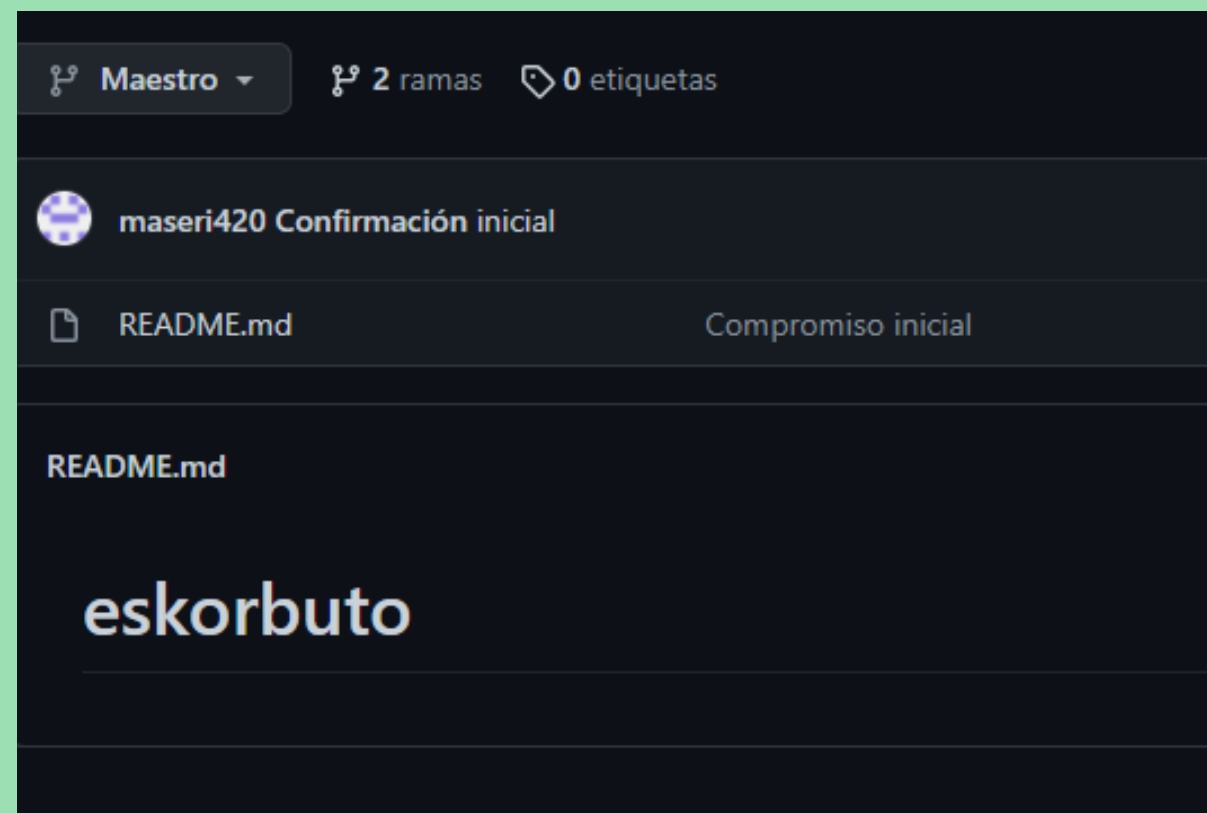 Maestro 2 ramas 0 etiquetas
maseri420 Confirmación inicial
README.md Compromiso inicial
README.md
eskorbuto